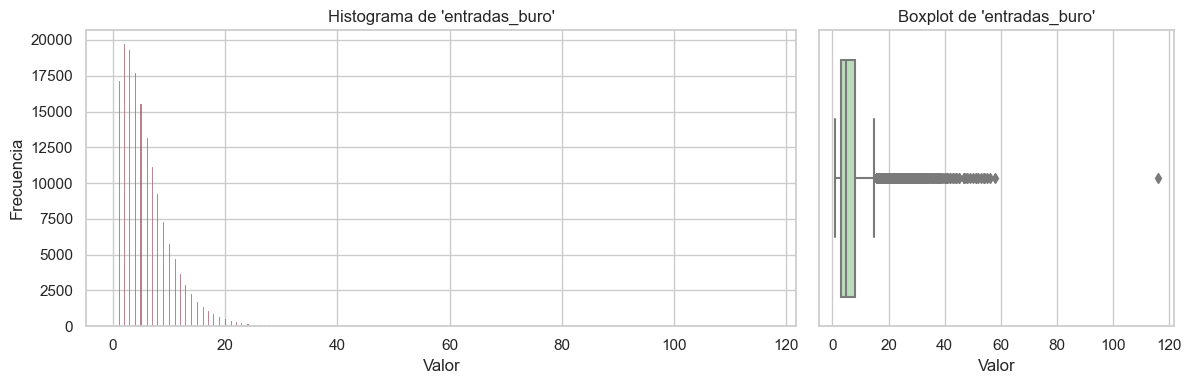 Histograma de 'entradas_buro'
Boxplot de 'entradas_buro'
Frecuencia
20000
17500
15000
12500
10000
7500
5000
2500
0
0 20 40 60 80 100 120
Valor
0 20 40 60 80 100 120
Valor